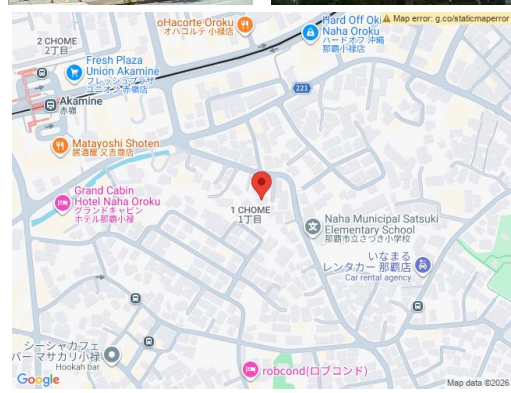 oHacorte Oroku
オハコルテ 小禄店
Hard Off Oki
Naha Oroku
ハードオフ 沖縄
那覇小禄店
Map error: g.co/staticmaperror
2 CHOME
2丁目
Fresh Plaza
Union Akamine
フレッシュプラザ
ユニオン 赤嶺店
221
Akamine
赤嶺
Matayoshi Shoten
居酒屋 又吉商店
Grand Cabin
Hotel Naha Oroku
グランドキャビン
ホテル那覇小禄
1 CHOME
1丁目
Naha Municipal Satsuki
Elementary School
那覇市立さつき小学校
いなまる
レンタカー 那覇店
Car rental agency
シーシャカフェ
バー マサカリ小禄
Hookah bar
robcond(ロブコンド)
Google
Map data ©2026